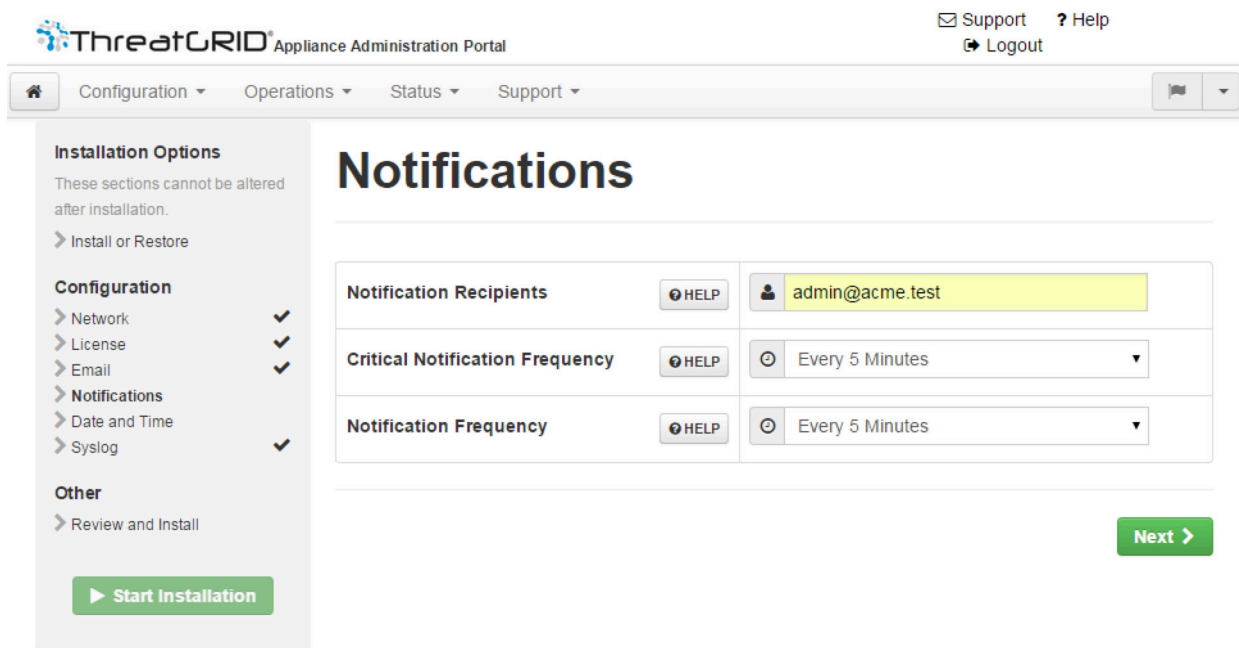 Support ? Help
ThreatGRID Appliance Administration Portal
Logout
Configuration Operations Status Support
Installation Options
These sections cannot be altered
after installation.
Install or Restore
Configuration
Network
License
Email
Notifications
Date and Time
Syslog
Other
Review and Install
Start Installation
Notifications
Notification Recipients HELP admin@acme.test
Critical Notification Frequency HELP Every 5 Minutes
Notification Frequency HELP Every 5 Minutes
Next